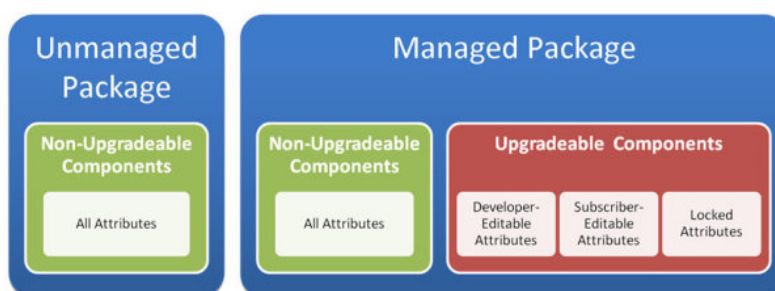 Unmanaged
Package
Non-Upgradeable
Components
All Attributes
Managed Package
Non-Upgradeable
Components
All Attributes
Upgradeable Components
Developer-
Editable
Attributes
Subscriber-
Editable
Attributes
Locked
Attributes